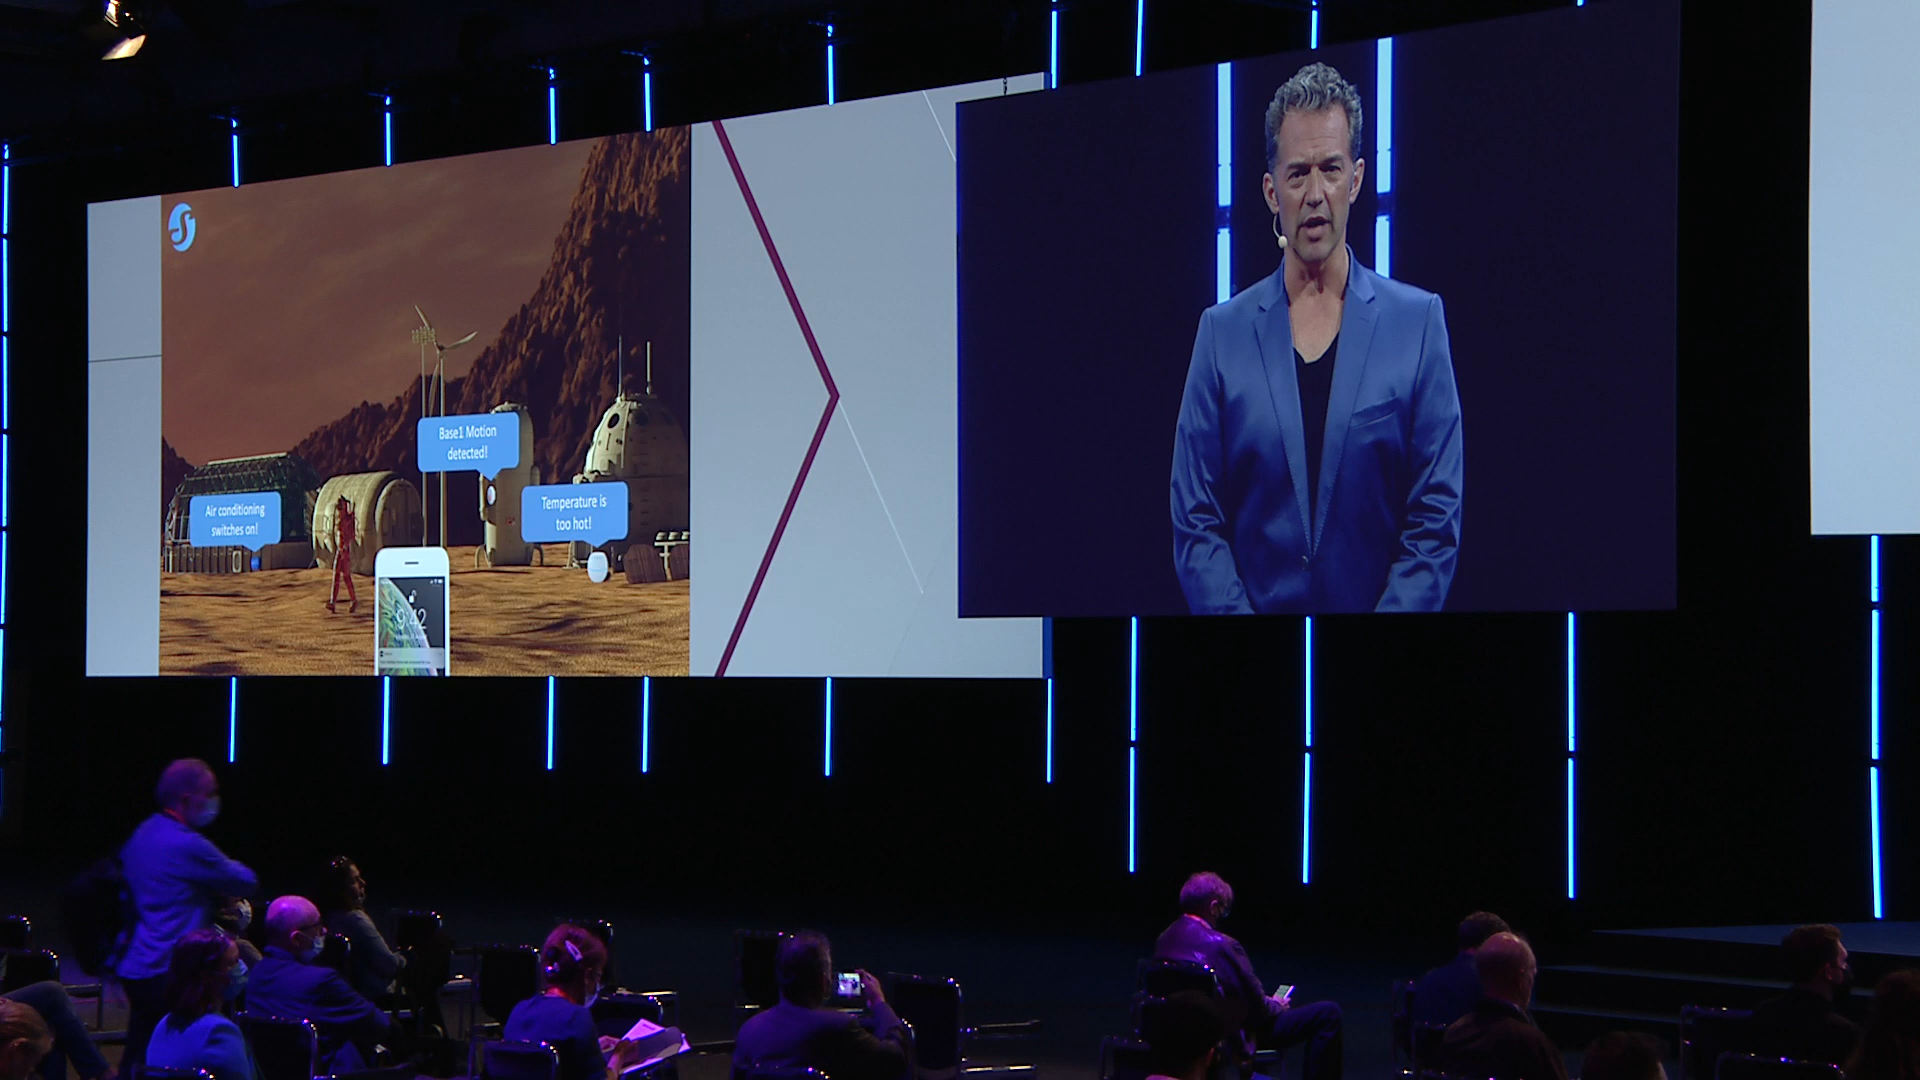 Base1 Motion
detected!
Air conditioning
switches on!
Temperature is
too hot!
9:42